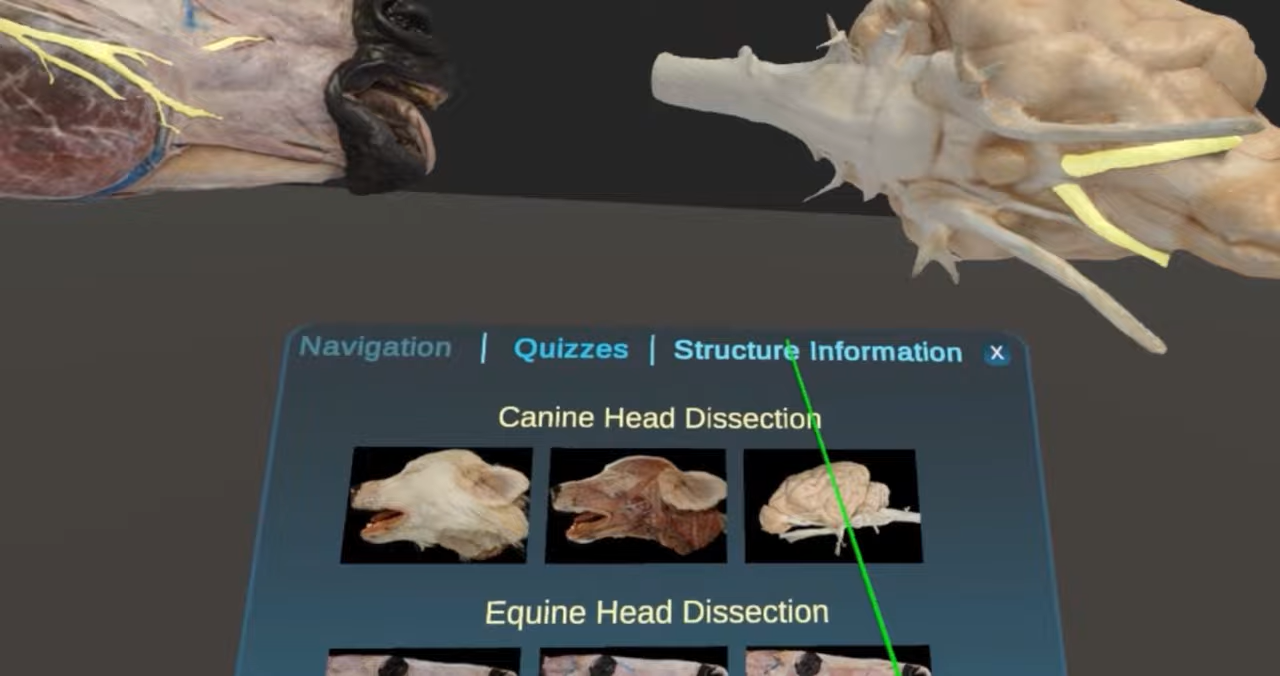 Navigation | Quizzes | Structure Information X
Canine Head Dissection
Equine Head Dissection